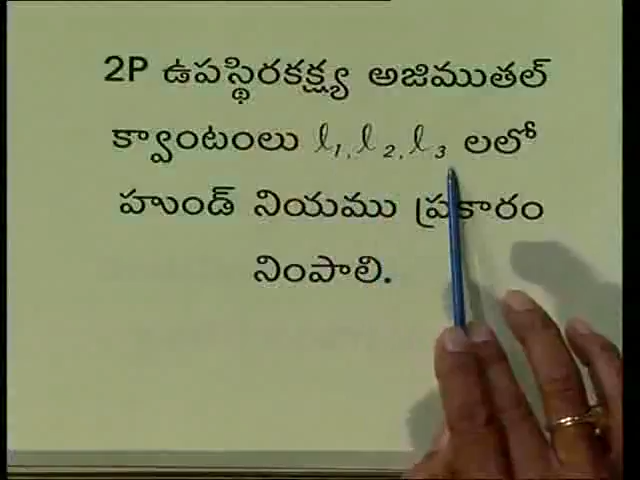 2P ఉపస్థిరకక్ష్య అజిముతల్
క్వాంటంలు ℓ1, ℓ2, ℓ3 లలో
హుండ్ నియము ప్రకారం
నింపాలి.